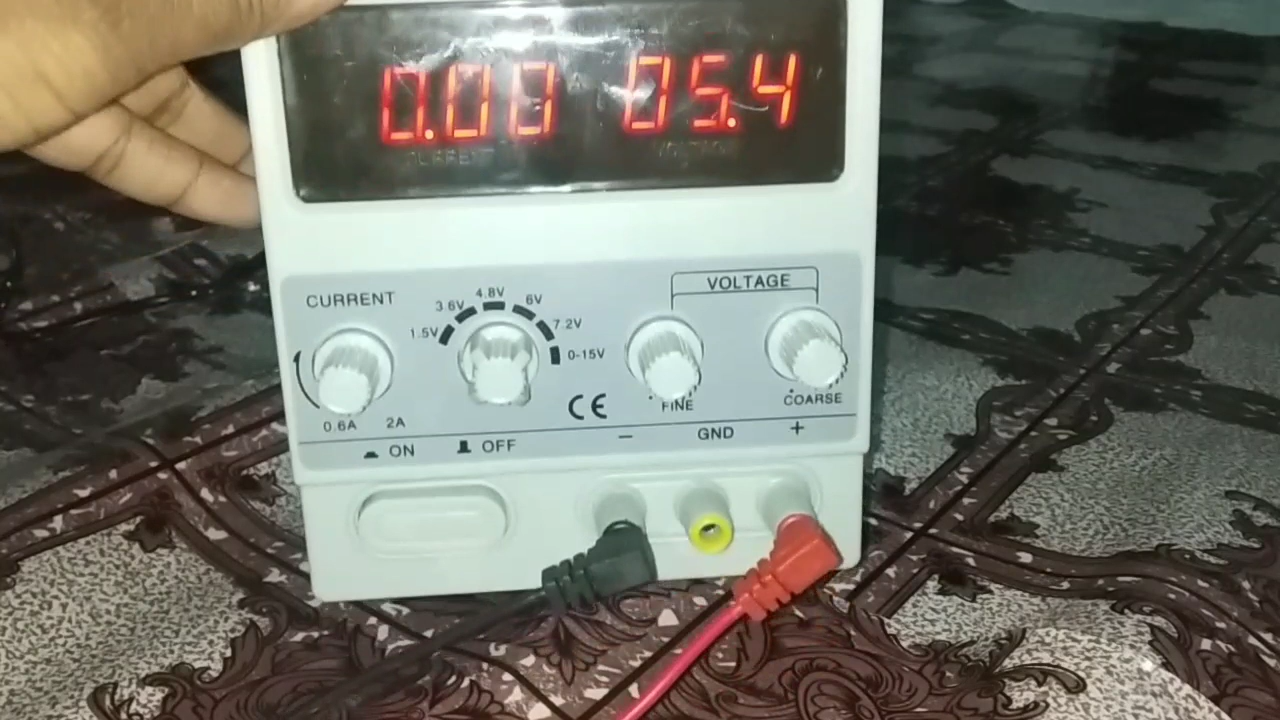 0.00 05.4
CURRENT VOLTAGE
VOLTAGE
CURRENT
1.5V 3.6V 4.8V 6V 7.2V 0-15V
0.6A 2A
CE
FINE COARSE
ON OFF
− GND +